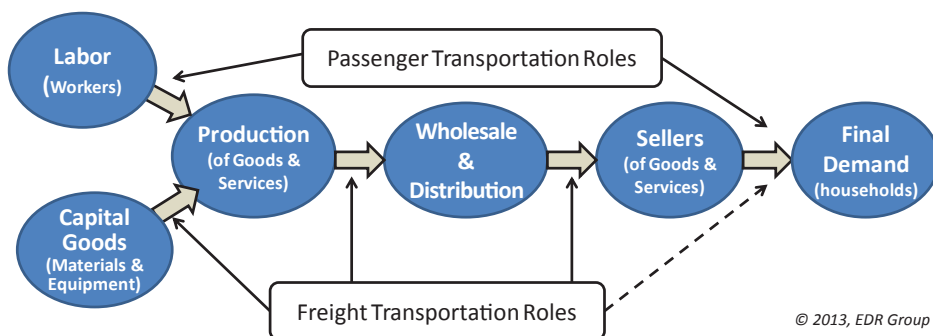 Labor
(Workers)
Passenger Transportation Roles
Production
(of Goods &
Services)
Wholesale
&
Distribution
Sellers
(of Goods &
Services)
Final
Demand
(households)
Capital
Goods
(Materials &
Equipment)
Freight Transportation Roles
© 2013, EDR Group